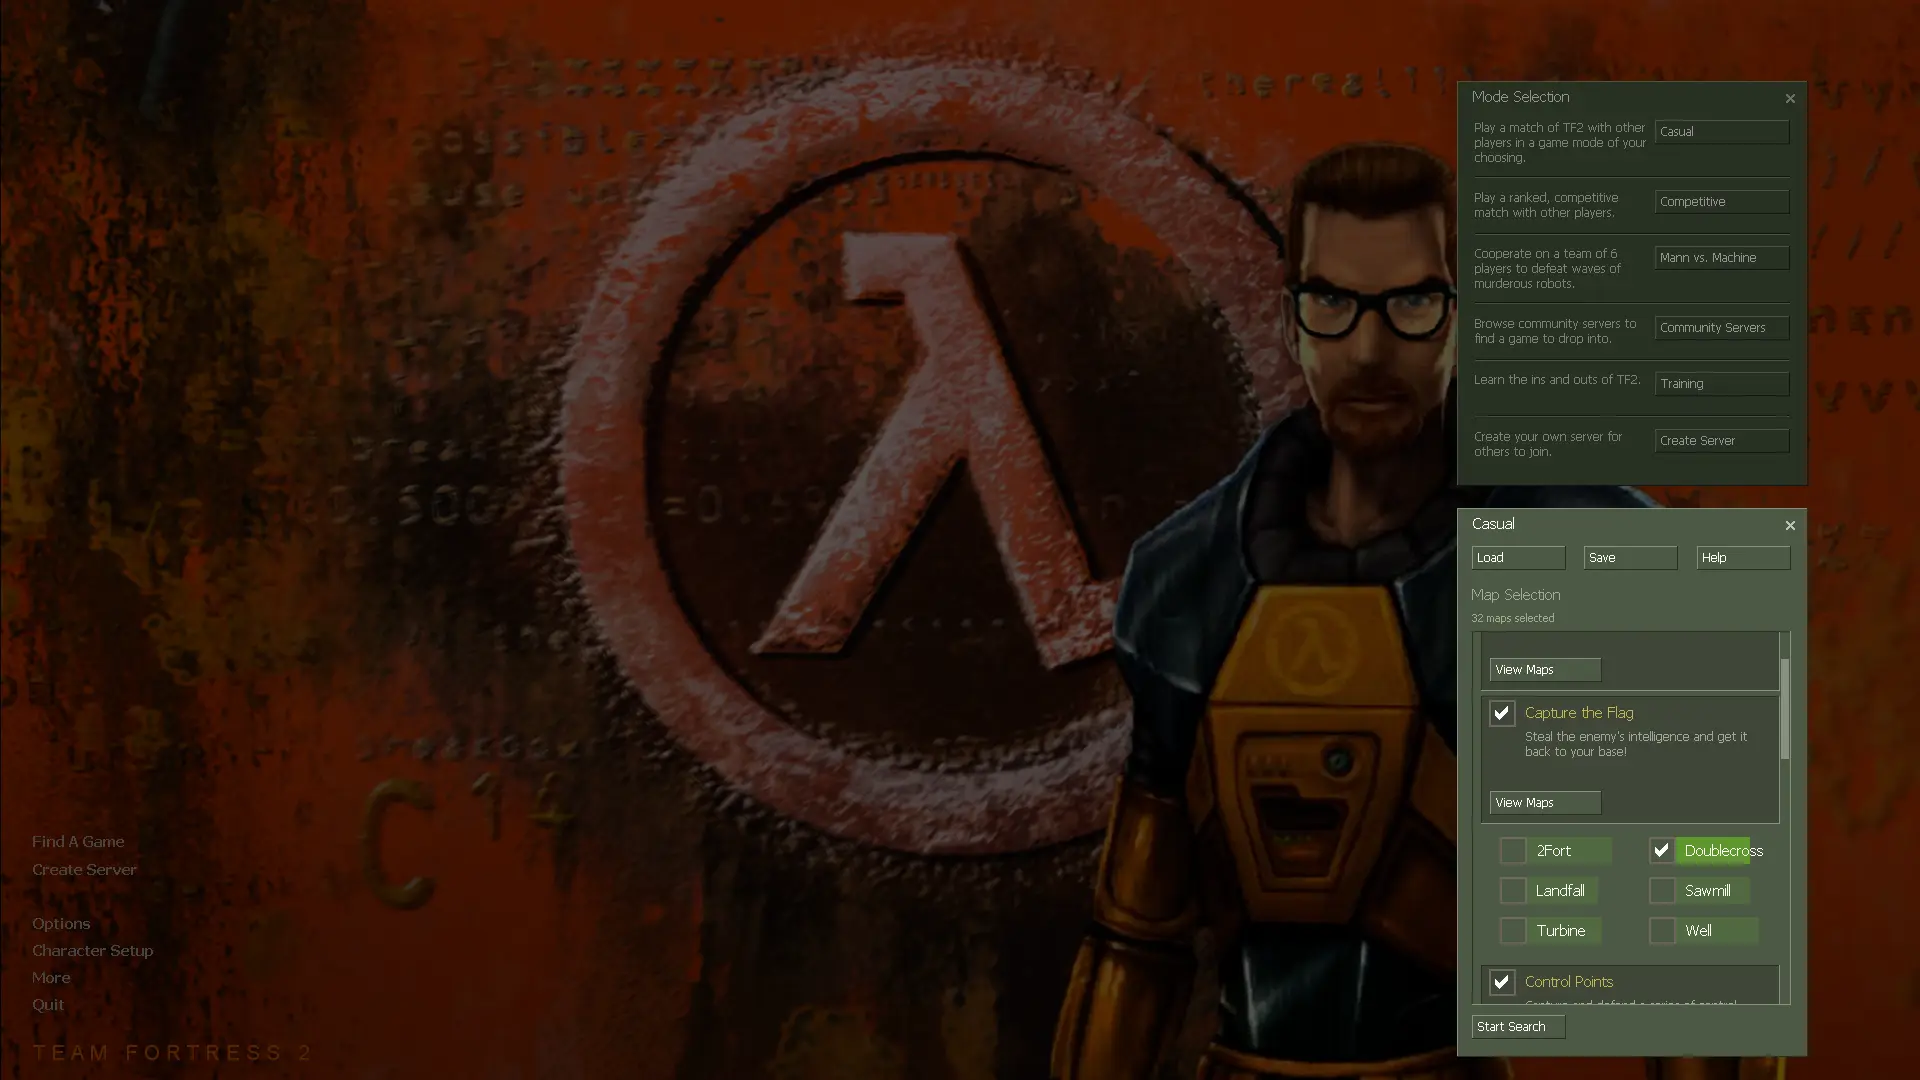 Mode Selection
Play a match of TF2 with other
players in a game mode of your
choosing.
Casual
Play a ranked, competitive
match with other players.
Competitive
Cooperate on a team of 6
players to defeat waves of
murderous robots.
Mann vs. Machine
Browse community servers to
find a game to drop into.
Community Servers
Learn the ins and outs of TF2.
Training
Create your own server for
others to join.
Create Server
Casual
Load
Save
Help
Map Selection
32 maps selected
View Maps
Capture the Flag
Steal the enemy's intelligence and get it
back to your base!
View Maps
2Fort
Doublecross
Landfall
Sawmill
Turbine
Well
Control Points
Capture and defend a series of control
Start Search
Find A Game
Create Server
Options
Character Setup
More
Quit
TEAM FORTRESS 2